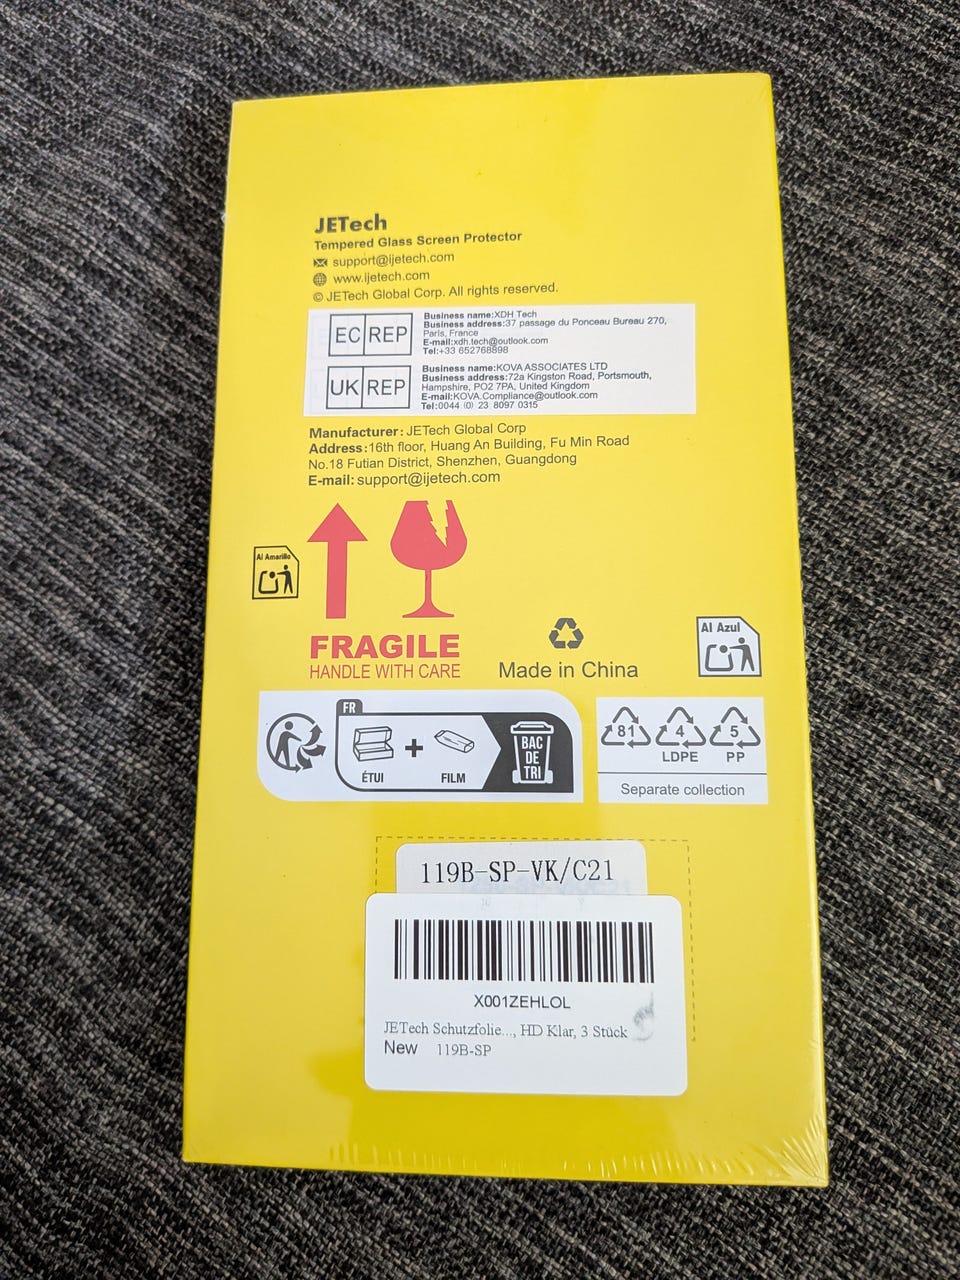 JETech
Tempered Glass Screen Protector
support@ijetech.com
www.ijetech.com
© JETech Global Corp. All rights reserved.
EC REP
Business name:XDH Tech
Business address:37 passage du Ponceau Bureau 270,
Paris, France
E-mail:xdh.tech@outlook.com
Tel:+33 652768898
UK REP
Business name:KOVA ASSOCIATES LTD
Business address:72a Kingston Road, Portsmouth,
Hampshire, PO2 7PA, United Kingdom
E-mail:KOVA.Compliance@outlook.com
Tel:0044 (0) 23 8097 0315
Manufacturer: JETech Global Corp
Address:16th floor, Huang An Building, Fu Min Road
No.18 Futian District, Shenzhen, Guangdong
E-mail: support@ijetech.com
Al Amarillo
FRAGILE
HANDLE WITH CARE
Made in China
Al Azul
FR
ÉTUI
+
FILM
BAC
DE
TRI
81
4
LDPE
5
PP
Separate collection
119B-SP-VK/C21
X001ZEHLOL
JETech Schutzfolie..., HD Klar, 3 Stück
New 119B-SP